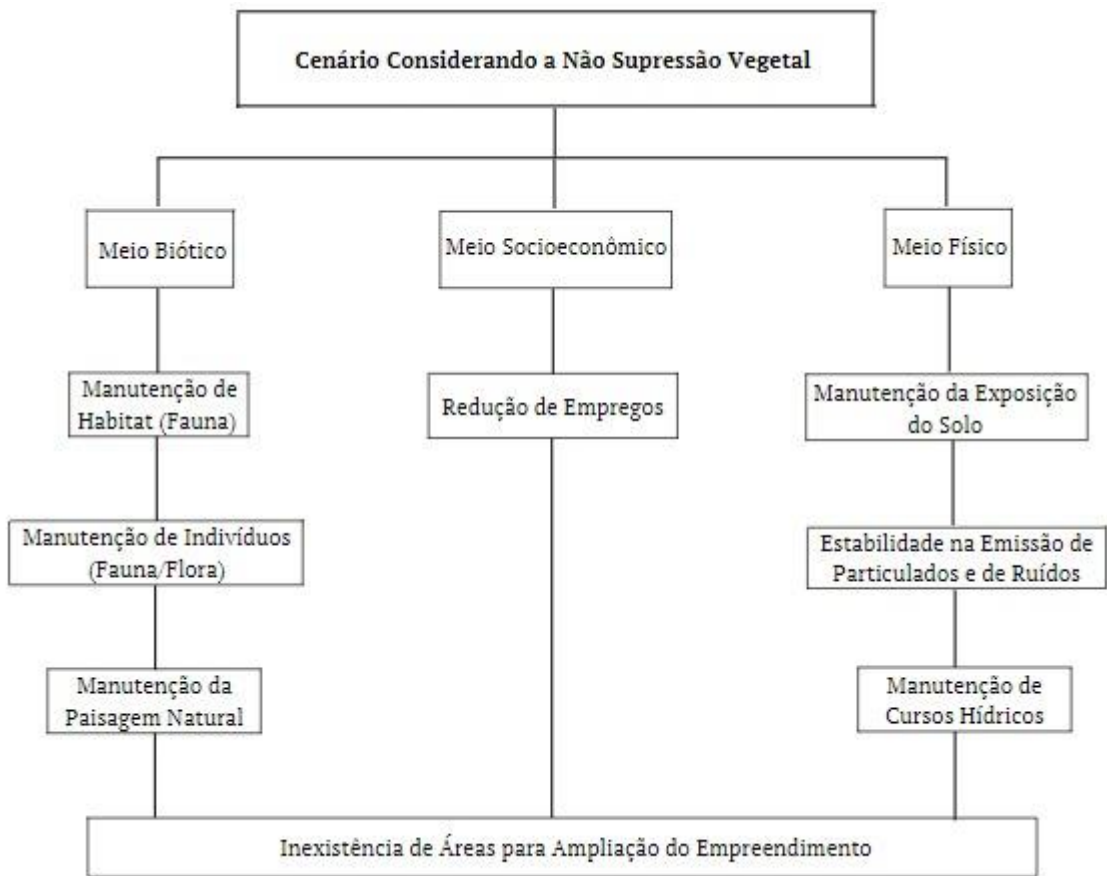 Cenário Considerando a Não Supressão Vegetal
Meio Biótico
Meio Socioeconômico
Meio Físico
Manutenção de
Habitat (Fauna)
Redução de Empregos
Manutenção da Exposição
do Solo
Manutenção de Indivíduos
(Fauna/Flora)
Estabilidade na Emissão de
Particulados e de Ruídos
Manutenção da
Paisagem Natural
Manutenção de
Cursos Hídricos
Inexistência de Áreas para Ampliação do Empreendimento